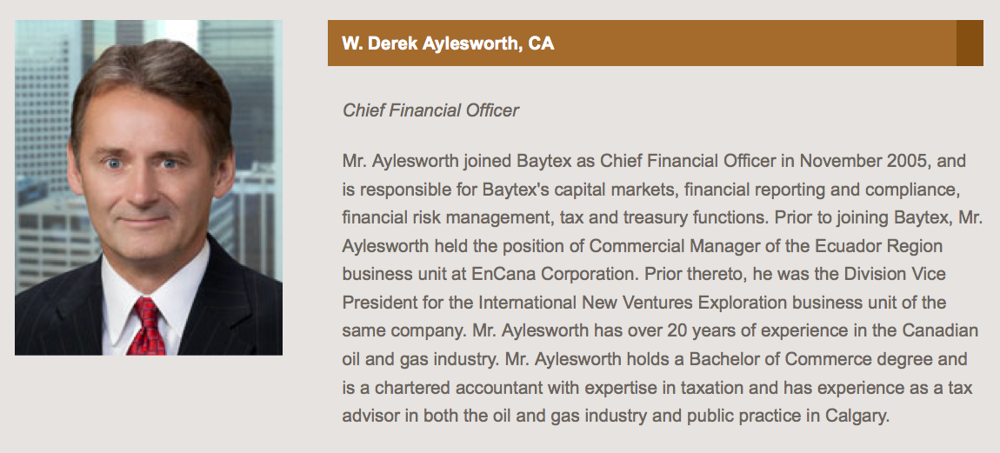 W. Derek Aylesworth, CA
Chief Financial Officer
Mr. Aylesworth joined Baytex as Chief Financial Officer in November 2005, and
is responsible for Baytex's capital markets, financial reporting and compliance,
financial risk management, tax and treasury functions. Prior to joining Baytex, Mr.
Aylesworth held the position of Commercial Manager of the Ecuador Region
business unit at EnCana Corporation. Prior thereto, he was the Division Vice
President for the International New Ventures Exploration business unit of the
same company. Mr. Aylesworth has over 20 years of experience in the Canadian
oil and gas industry. Mr. Aylesworth holds a Bachelor of Commerce degree and
is a chartered accountant with expertise in taxation and has experience as a tax
advisor in both the oil and gas industry and public practice in Calgary.